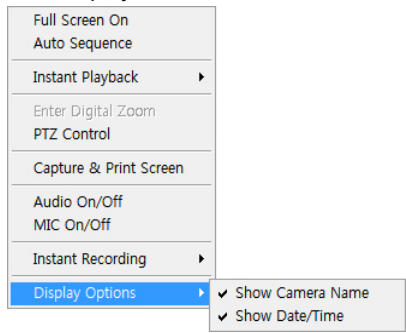 Full Screen On
Auto Sequence
Instant Playback
Enter Digital Zoom
PTZ Control
Capture & Print Screen
Audio On/Off
MIC On/Off
Instant Recording
Display Options
Show Camera Name
Show Date/Time